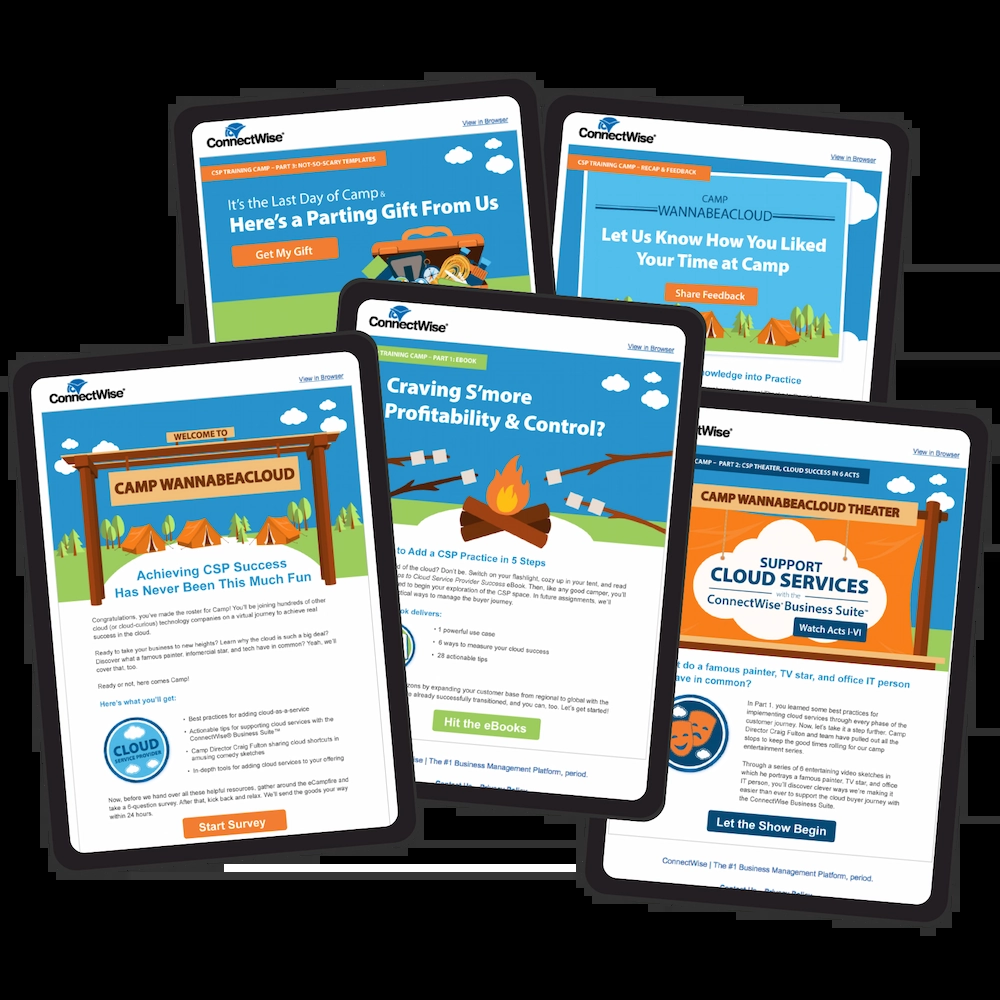 ConnectWise®
View in Browser
CSP TRAINING CAMP – PART 3: NOT-SO-SCARY TEMPLATES
It's the Last Day of Camp &
Here's a Parting Gift From Us
Get My Gift
ConnectWise®
View in Browser
CSP TRAINING CAMP – RECAP & FEEDBACK
CAMP
WANNABEACLOUD
Let Us Know How You Liked
Your Time at Camp
Share Feedback
nowledge into Practice
ConnectWise®
View in Browser
TRAINING CAMP – PART 1: EBOOK
Craving S'more
Profitability & Control?
to Add a CSP Practice in 5 Steps
of the cloud? Don't be. Switch on your flashlight, cozy up in your tent, and read
to Cloud Service Provider Success eBook. Then, like any good camper, you'll
to begin your exploration of the CSP space. In future assignments, we'll
ways to manage the buyer journey.
ok delivers:
• 1 powerful use case
• 6 ways to measure your cloud success
• 28 actionable tips
zons by expanding your customer base from regional to global with the
already successfully transitioned, and you can, too. Let's get started!
Hit the eBooks
ise | The #1 Business Management Platform, period.
ConnectWise®
View in Browser
WELCOME TO
CAMP WANNABEACLOUD
Achieving CSP Success
Has Never Been This Much Fun
Congratulations, you've made the roster for Camp! You'll be joining hundreds of other
cloud (or cloud-curious) technology companies on a virtual journey to achieve real
success in the cloud.
Ready to take your business to new heights? Learn why the cloud is such a big deal?
Discover what a famous painter, infomercial star, and tech have in common? Yeah, we'll
cover that, too.
Ready or not, here comes Camp!
Here's what you'll get:
CLOUD
SERVICE PROVIDER
• Best practices for adding cloud-as-a-service
• Actionable tips for supporting cloud services with the
ConnectWise® Business Suite™
• Camp Director Craig Fulton sharing cloud shortcuts in
amusing comedy sketches
• In-depth tools for adding cloud services to your offering
Now, before we hand over all these helpful resources, gather around the eCampfire and
take a 5-question survey. After that, kick back and relax. We'll send the goods your way
within 24 hours.
Start Survey
tWise®
View in Browser
CAMP – PART 2: CSP THEATER, CLOUD SUCCESS IN 6 ACTS
CAMP WANNABEACLOUD THEATER
SUPPORT
CLOUD SERVICES
with the
ConnectWise® Business Suite™
Watch Acts I-VI
t do a famous painter, TV star, and office IT person
ave in common?
In Part 1, you learned some best practices for
implementing cloud services through every phase of the
customer journey. Now, let's take it a step further. Camp
Director Craig Fulton and team have pulled out all the
stops to keep the good times rolling for our camp
entertainment series.
Through a series of 6 entertaining video sketches in
which he portrays a famous painter, TV star, and office
IT person, you'll discover clever ways we're making it
easier than ever to support the cloud buyer journey with
the ConnectWise Business Suite.
Let the Show Begin
ConnectWise | The #1 Business Management Platform, period.